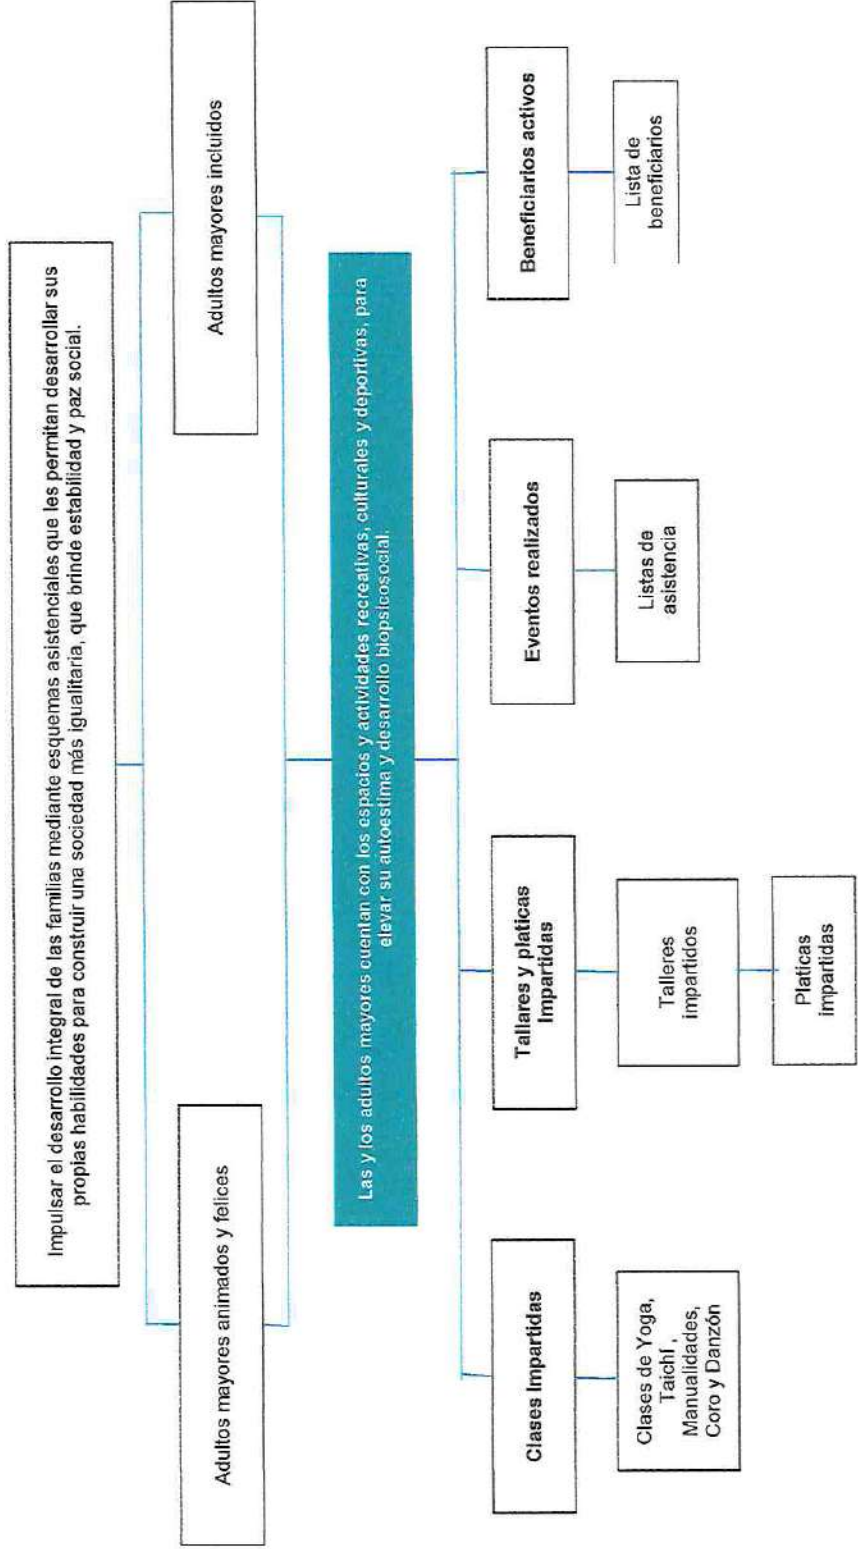 Impulsar el desarrollo integral de las familias mediante esquemas asistenciales que les permitan desarrollar sus
propias habilidades para construir una sociedad más igualitaria, que brinde estabilidad y paz social.
Adultos mayores animados y felices
Adultos mayores incluidos
Las y los adultos mayores cuentan con los espacios y actividades recreativas, culturales y deportivas, para
elevar su autoestima y desarrollo biopsicosocial.
Clases Impartidas
Tallares y platicas
Impartidas
Eventos realizados
Beneficiarios activos
Clases de Yoga,
Taichí,
Manualidades,
Coro y Danzón
Talleres
impartidos
Listas de
asistencia
Lista de
beneficiarios
Platicas
impartidas